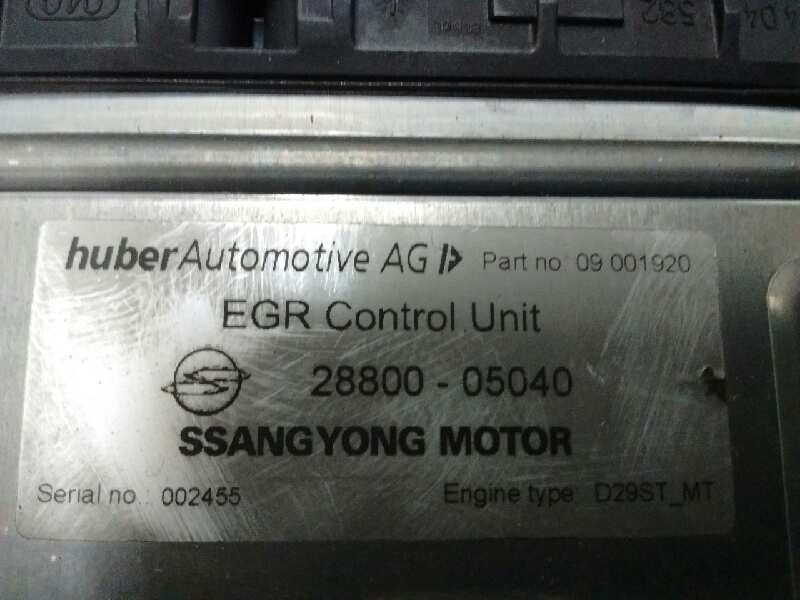 532
huberAutomotive AG Part no 09 001920
EGR Control Unit
28800 - 05040
SSANGYONG MOTOR
Serial no.: 002455 Engine type: D29ST_MT